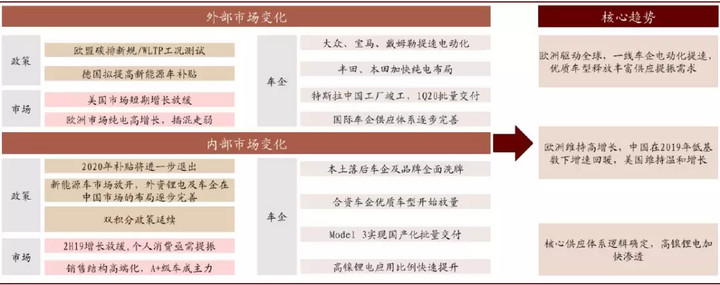 外部市场变化
政策
欧盟碳排新规/WLTP工况测试
德国拟提高新能源车补贴
市场
美国市场短期增长放缓
欧洲市场纯电高增长，插混走弱
车企
大众、宝马、戴姆勒提速电动化
丰田、本田加快纯电布局
特斯拉中国工厂竣工，1Q20批量交付
国际车企供应体系逐步完善
内部市场变化
政策
2020年补贴将进一步退出
新能源车市场放开，外资锂电及车企在
中国市场的布局逐步完善
双积分政策延续
市场
2H19增长放缓，个人消费亟需提振
销售结构高端化，A+级车成主力
车企
本土落后车企及品牌全面洗牌
合资车企优质车型开始放量
Model 3实现国产化批量交付
高镍锂电应用比例快速提升
核心趋势
欧洲驱动全球，一线车企电动化提速，
优质车型释放丰富供应提振需求
欧洲维持高增长，中国在2019年低基
数下增速回暖，美国维持温和增长
核心供应体系逻辑确定，高镍锂电加
快渗透